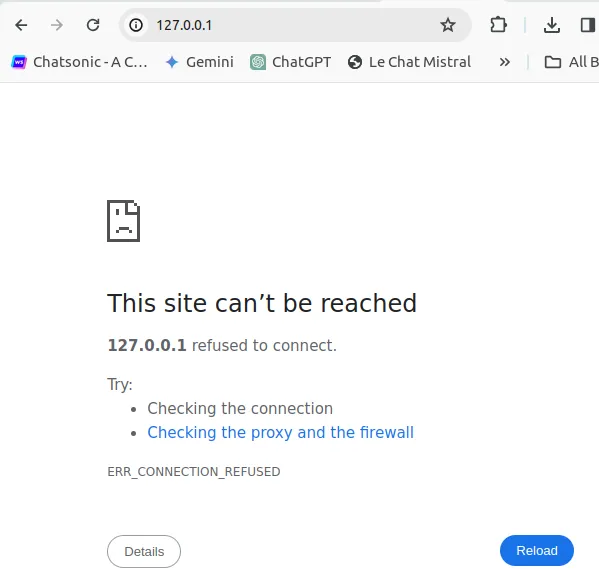 127.0.0.1
Chatsonic - A C... Gemini ChatGPT Le Chat Mistral » All B
This site can’t be reached
127.0.0.1 refused to connect.
Try:
• Checking the connection
• Checking the proxy and the firewall
ERR_CONNECTION_REFUSED
Details Reload